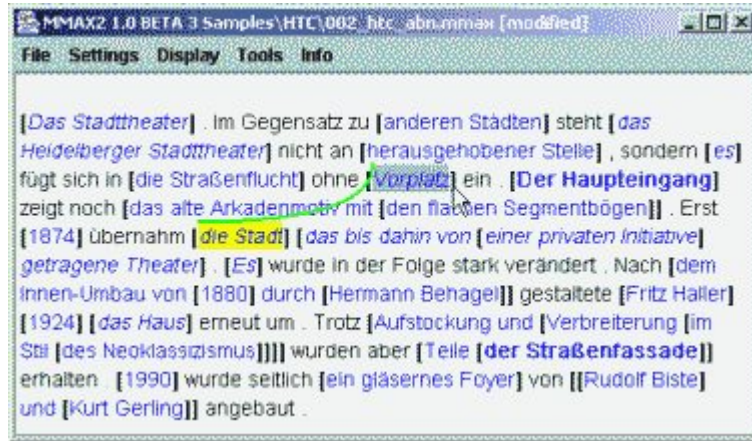 MMAX2 1.0 BETA 3 Samples\HTC\002_htc_abn.mmax [modified]
File Settings Display Tools Info
[Das Stadttheater] . Im Gegensatz zu [anderen Städten] steht [das
Heidelberger Stadttheater] nicht an [herausgehobener Stelle] , sondern [es]
fügt sich in [die Straßenflucht] ohne [Vorplatz] ein . [Der Haupteingang]
zeigt noch [das alte Arkadenmotiv mit [den flachen Segmentbögen]] . Erst
[1874] übernahm [die Stadt] [das bis dahin von [einer privaten Initiative]
getragene Theater] . [Es] wurde in der Folge stark verändert . Nach [dem
Innen-Umbau von [1880] durch [Hermann Behagel]] gestaltete [Fritz Haller]
[1924] [das Haus] erneut um . Trotz [Aufstockung und [Verbreiterung [im
Stil [des Neoklassizismus]]]] wurden aber [Teile [der Straßenfassade]]
erhalten . [1990] wurde seitlich [ein gläsernes Foyer] von [[Rudolf Biste]
und [Kurt Gerling]] angebaut .